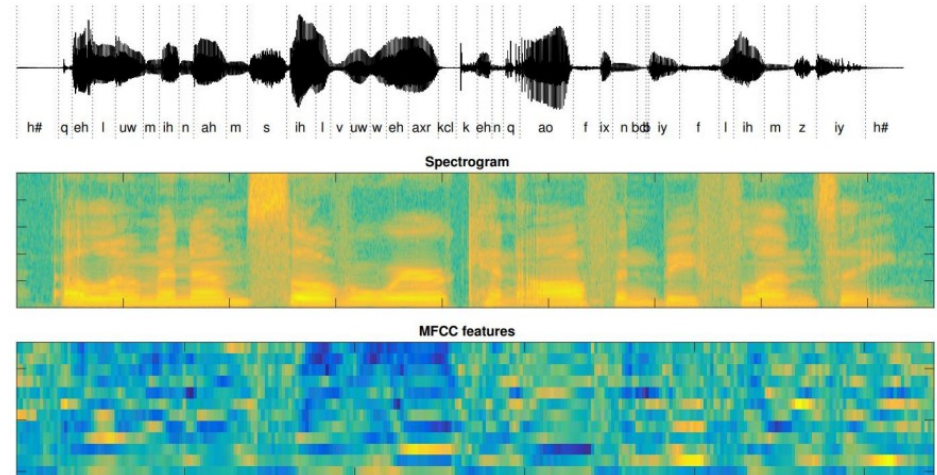 h# q eh l uw m ih n ah m s ih l v uw w eh axr kcl k eh n q ao f ix n bcl b iy f l ih m z iy h#
Spectrogram
MFCC features